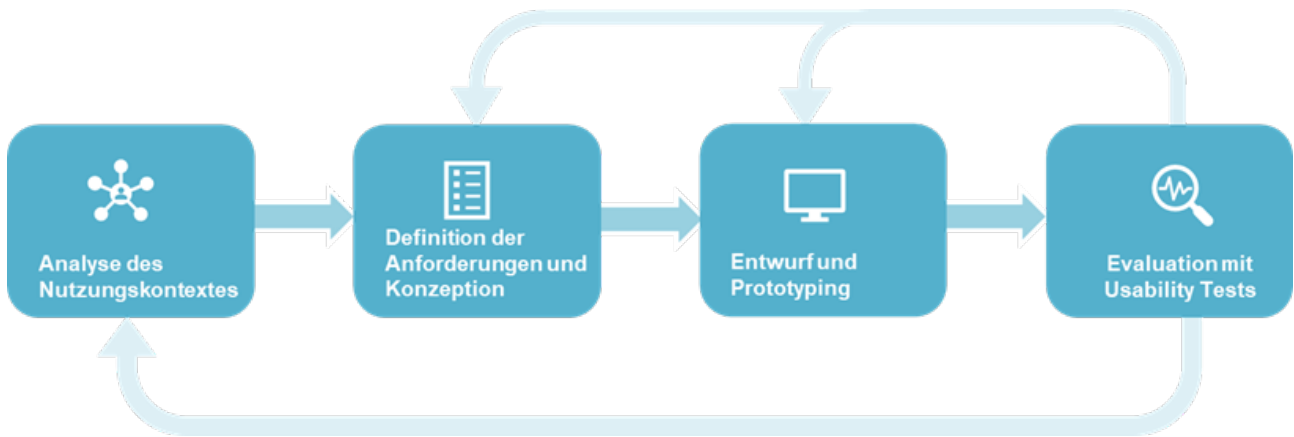 Analyse des
Nutzungskontextes
Definition der
Anforderungen und
Konzeption
Entwurf und
Prototyping
Evaluation mit
Usability Tests